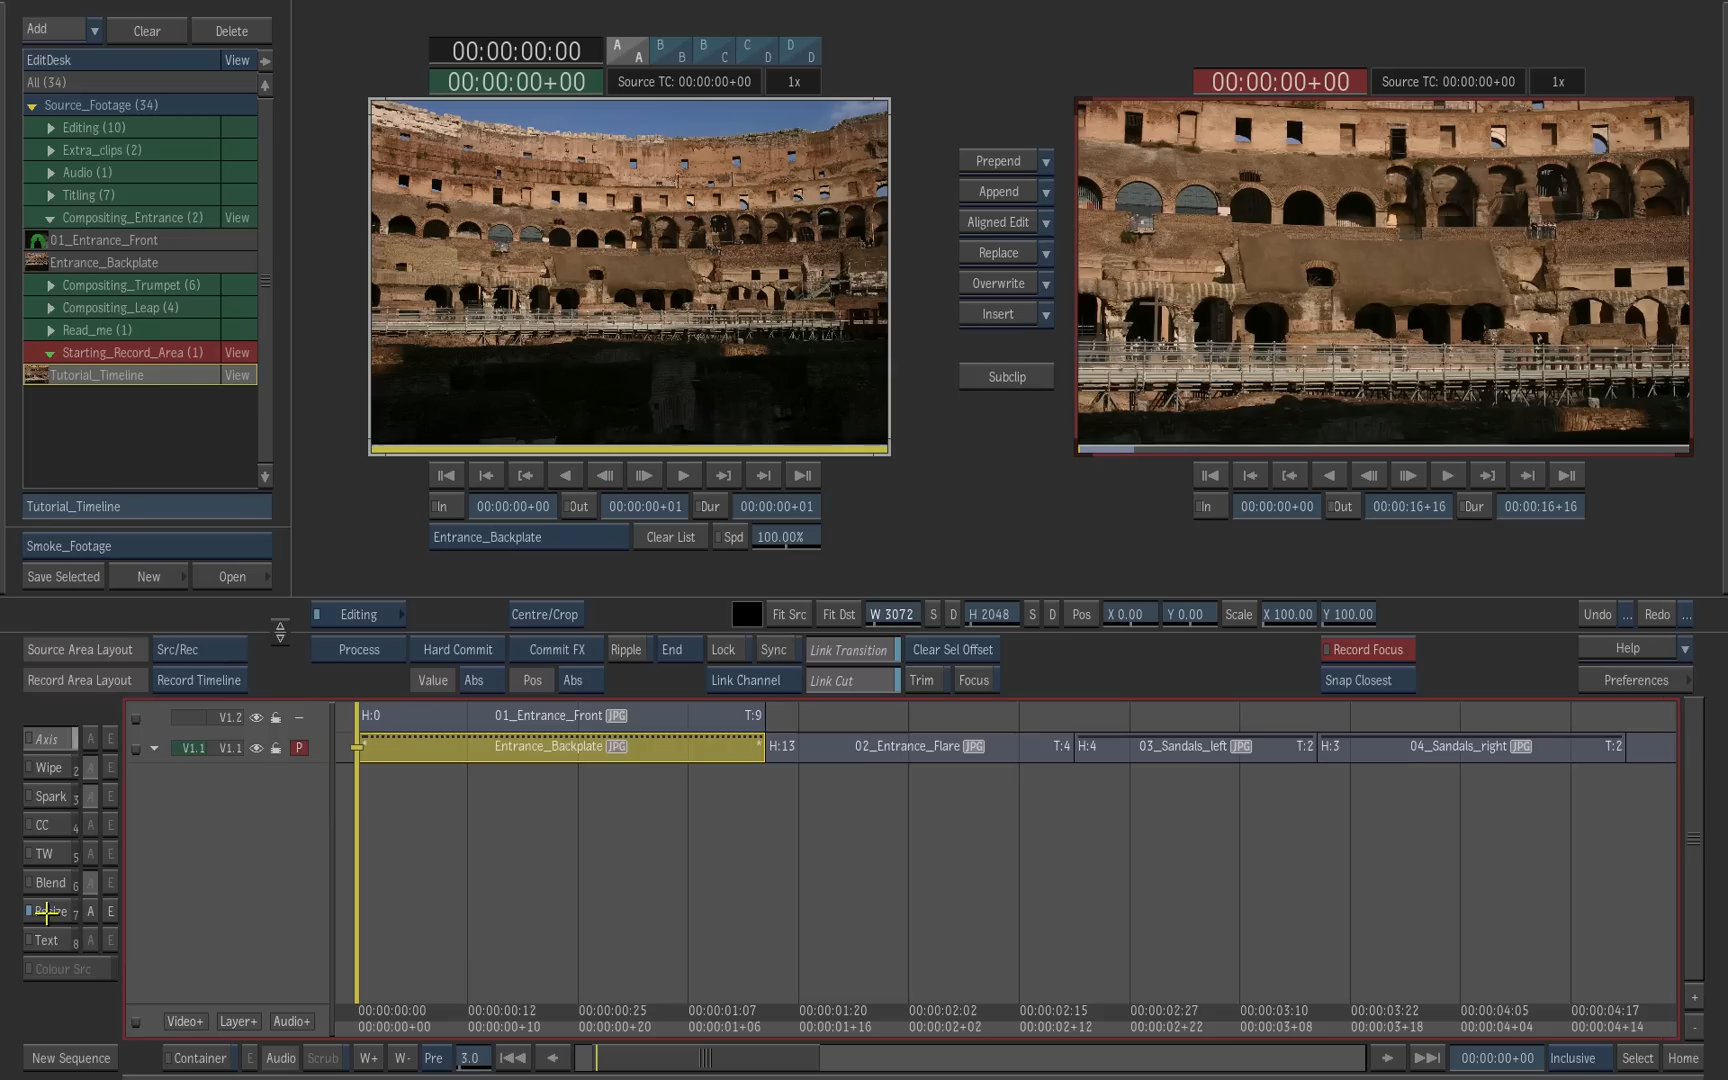 Add Clear Delete
EditDesk View
All (34)
Source_Footage (34)
Editing (10)
Extra_clips (2)
Audio (1)
Titling (7)
Compositing_Entrance (2) View
01_Entrance_Front
Entrance_Backplate
Compositing_Trumpet (6)
Compositing_Leap (4)
Read_me (1)
Starting_Record_Area (1) View
Tutorial_Timeline View
Tutorial_Timeline
Smoke_Footage
Save Selected New Open
00:00:00:00 A A B B B C C D D D
00:00:00+00 Source TC: 00:00:00+00 1x
In 00:00:00+00 Out 00:00:00+01 Dur 00:00:00+01
Entrance_Backplate Clear List Spd 100.00%
Prepend
Append
Aligned Edit
Replace
Overwrite
Insert
Subclip
00:00:00+00 Source TC: 00:00:00+00 1x
In 00:00:00+00 Out 00:00:16+16 Dur 00:00:16+16
Editing Centre/Crop Fit Src Fit Dst W 3072 S D H 2048 S D Pos X 0.00 Y 0.00 Scale X 100.00 Y 100.00 Undo ... Redo ...
Source Area Layout Src/Rec Process Hard Commit Commit FX Ripple End Lock Sync Link Transition Clear Sel Offset Record Focus Help
Record Area Layout Record Timeline Value Abs Pos Abs Link Channel Link Cut Trim Focus Snap Closest Preferences
Axis A E
Wipe 2 A E
Spark 3 A E
CC 4 A E
TW 5 A E
Blend 6 A E
7 A E
Text 8 A E
Colour Src
V1.2 H:0 01_Entrance_Front JPG T:9
V1.1 V1.1 P Entrance_Backplate JPG H:13 02_Entrance_Flare JPG T:4 H:4 03_Sandals_left JPG T:2 H:3 04_Sandals_right JPG T:2
00:00:00:00 00:00:00:12 00:00:00:25 00:00:01:07 00:00:01:20 00:00:02:02 00:00:02:15 00:00:02:27 00:00:03:10 00:00:03:22 00:00:04:05 00:00:04:17
Video+ Layer+ Audio+ 00:00:00+00 00:00:00+10 00:00:00+20 00:00:01+06 00:00:01+16 00:00:02+02 00:00:02+12 00:00:02+22 00:00:03+08 00:00:03+18 00:00:04+04 00:00:04+14
New Sequence Container E Audio Scrub W+ W- Pre 3.0 00:00:00+00 Inclusive Select Home